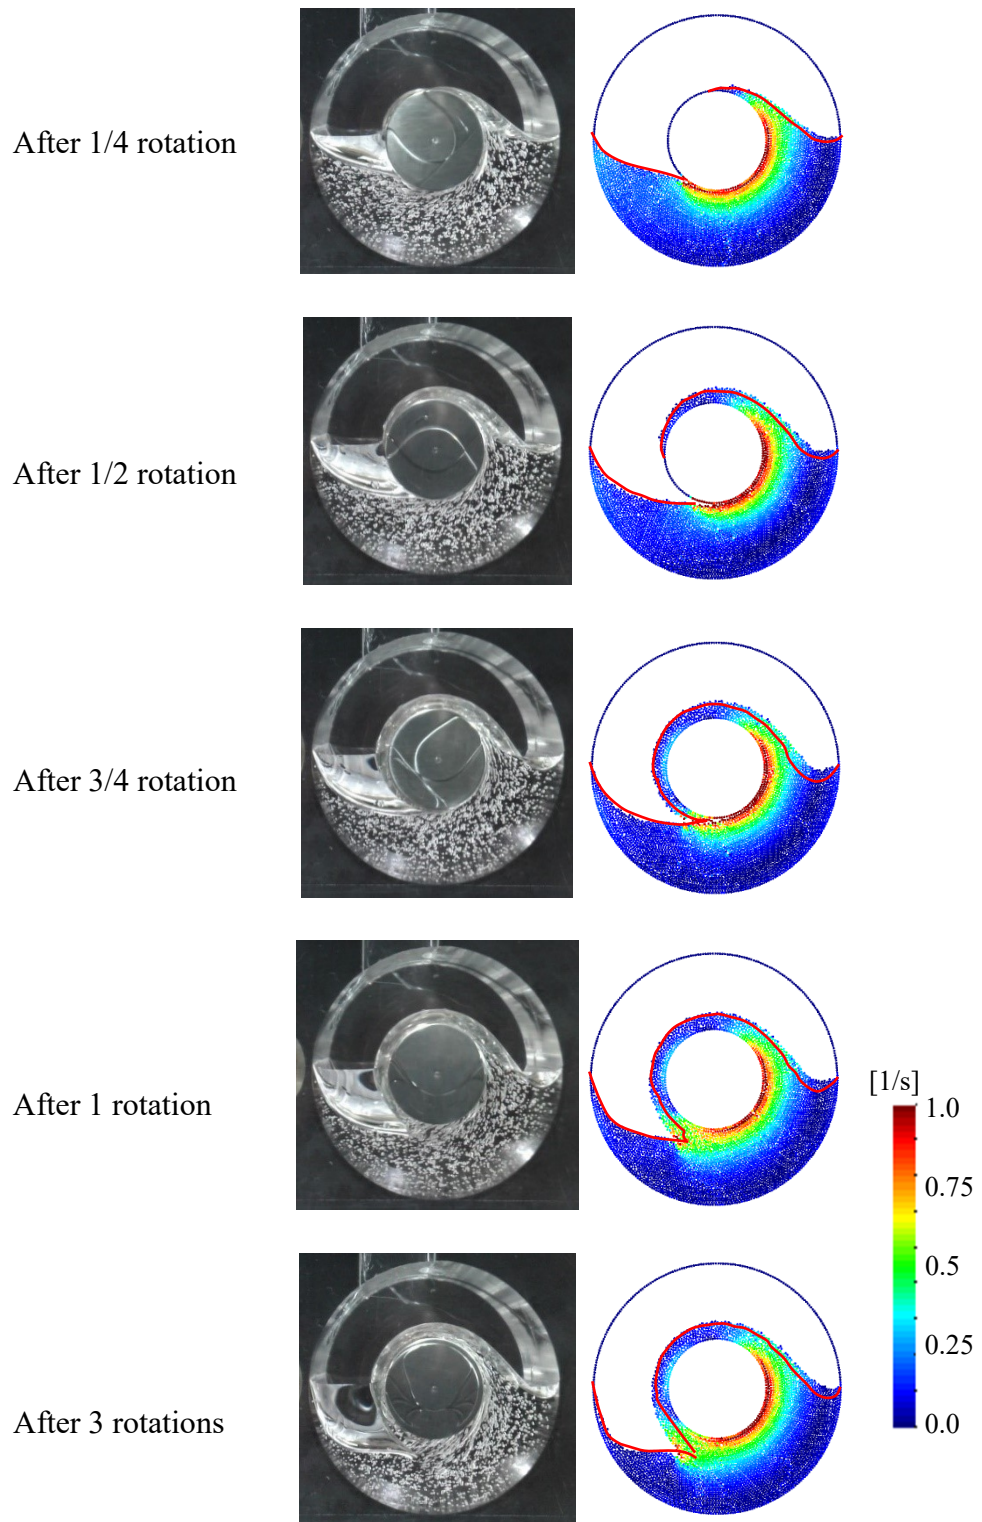 After 1/4 rotation
After 1/2 rotation
After 3/4 rotation
After 1 rotation
[1/s]
1.0
0.75
0.5
0.25
0.0
After 3 rotations